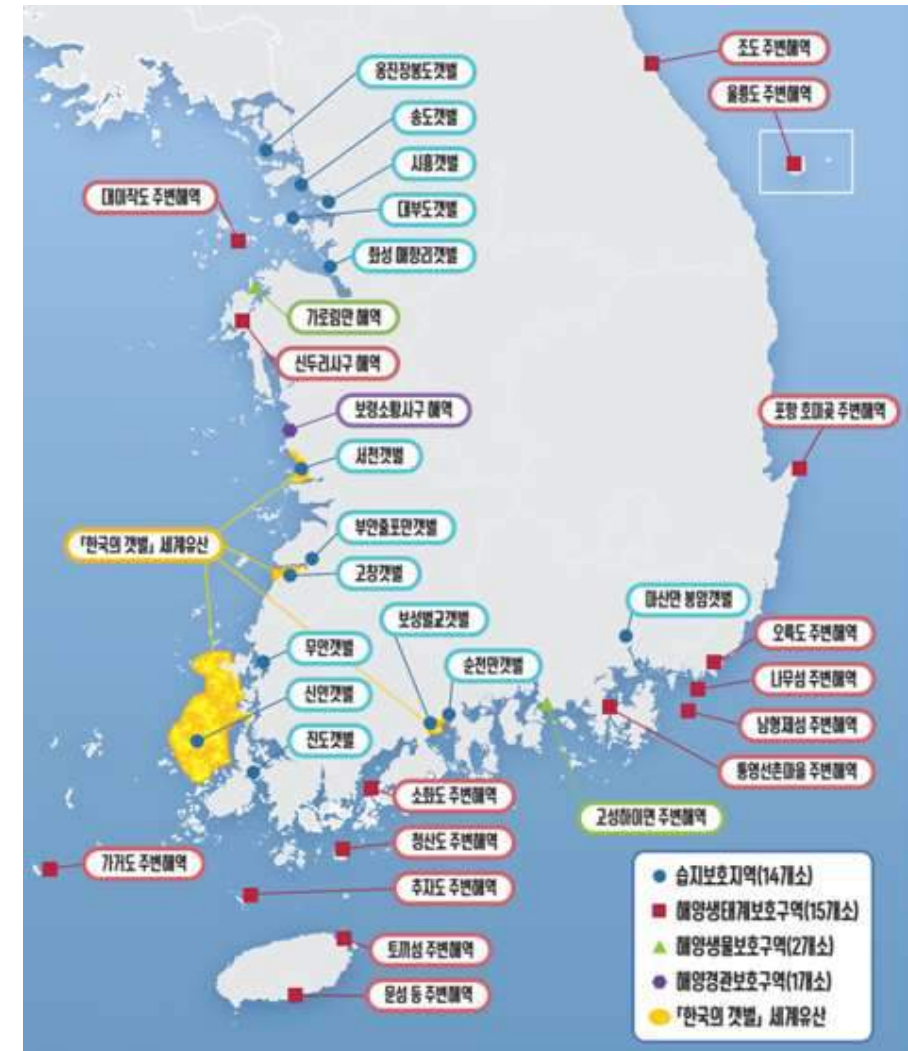 조도 주변해역
울릉도 주변해역
옹진장봉도갯벌
송도갯벌
시흥갯벌
대부도갯벌
화성 매향리갯벌
대이작도 주변해역
가로림만 해역
신두리사구 해역
보령소황사구 해역
포항 호미곶 주변해역
서천갯벌
「한국의 갯벌」 세계유산
부안줄포만갯벌
고창갯벌
보성벌교갯벌
마산만 봉암갯벌
무안갯벌
순천만갯벌
오륙도 주변해역
신안갯벌
나무섬 주변해역
남형제섬 주변해역
진도갯벌
통영선촌마을 주변해역
소화도 주변해역
고성하이면 주변해역
청산도 주변해역
가거도 주변해역
추자도 주변해역
토끼섬 주변해역
문섬 등 주변해역
습지보호지역(14개소)
해양생태계보호구역(15개소)
해양생물보호구역(2개소)
해양경관보호구역(1개소)
「한국의 갯벌」 세계유산